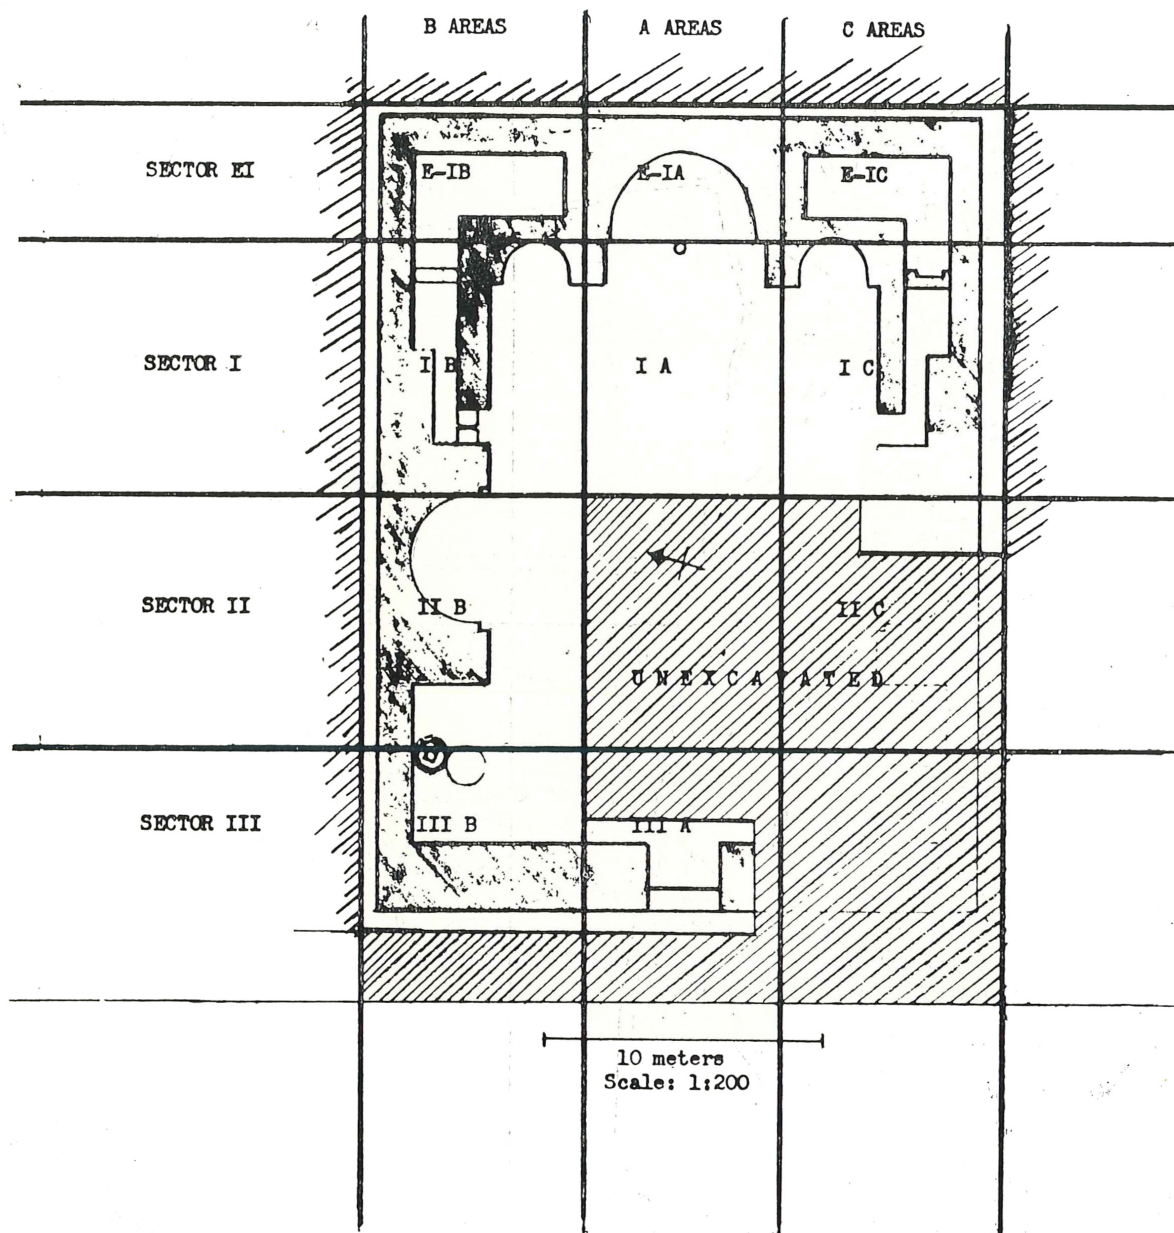 B AREAS A AREAS C AREAS
SECTOR EI E-IB E-IA E-IC
SECTOR I I B I A I C
SECTOR II II B II C
UNEXCAVATED
SECTOR III III B III A
10 meters
Scale: 1:200